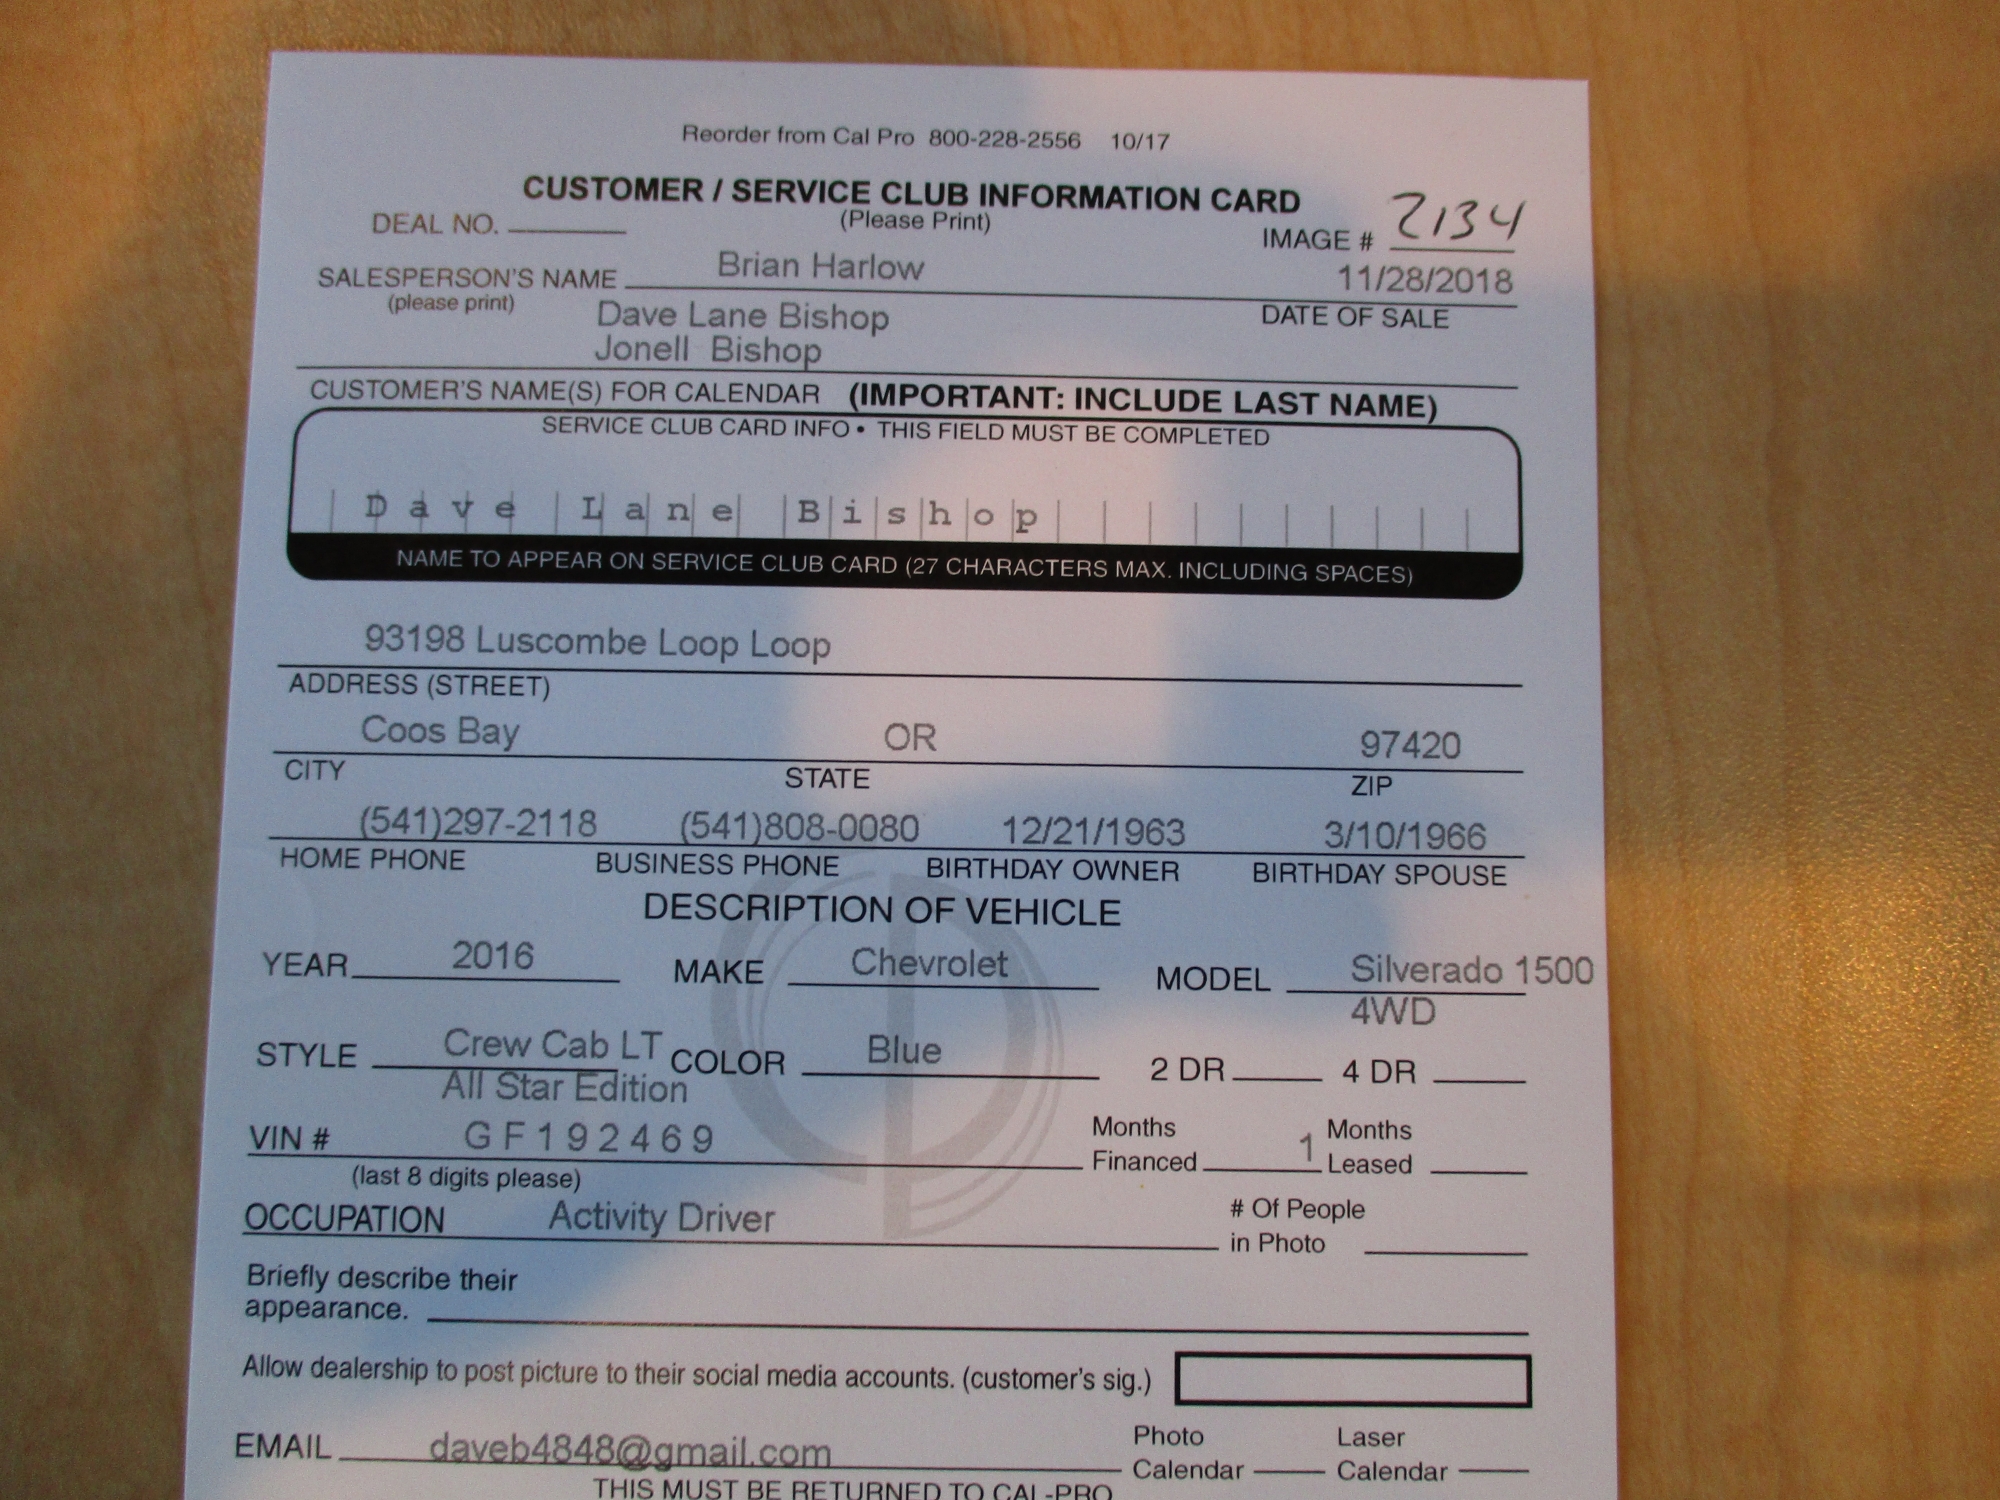 Reorder from Cal Pro 800-228-2556 10/17
CUSTOMER / SERVICE CLUB INFORMATION CARD
(Please Print)
DEAL NO.
IMAGE # 2134
SALESPERSON'S NAME Brian Harlow 11/28/2018
(please print)
DATE OF SALE
Dave Lane Bishop
Jonell Bishop
CUSTOMER'S NAME(S) FOR CALENDAR (IMPORTANT: INCLUDE LAST NAME)
SERVICE CLUB CARD INFO • THIS FIELD MUST BE COMPLETED
Dave Lane Bishop
NAME TO APPEAR ON SERVICE CLUB CARD (27 CHARACTERS MAX. INCLUDING SPACES)
93198 Luscombe Loop Loop
ADDRESS (STREET)
Coos Bay OR 97420
CITY STATE ZIP
(541)297-2118 (541)808-0080 12/21/1963 3/10/1966
HOME PHONE BUSINESS PHONE BIRTHDAY OWNER BIRTHDAY SPOUSE
DESCRIPTION OF VEHICLE
YEAR 2016 MAKE Chevrolet MODEL Silverado 1500
4WD
STYLE Crew Cab LT COLOR Blue 2 DR 4 DR
All Star Edition
VIN # GF192469
(last 8 digits please)
Months
Financed 1
Months
Leased
OCCUPATION Activity Driver
# Of People
in Photo
Briefly describe their
appearance.
Allow dealership to post picture to their social media accounts. (customer's sig.)
EMAIL daveb4848@gmail.com
Photo
Calendar
Laser
Calendar
THIS MUST BE RETURNED TO CAL-PRO